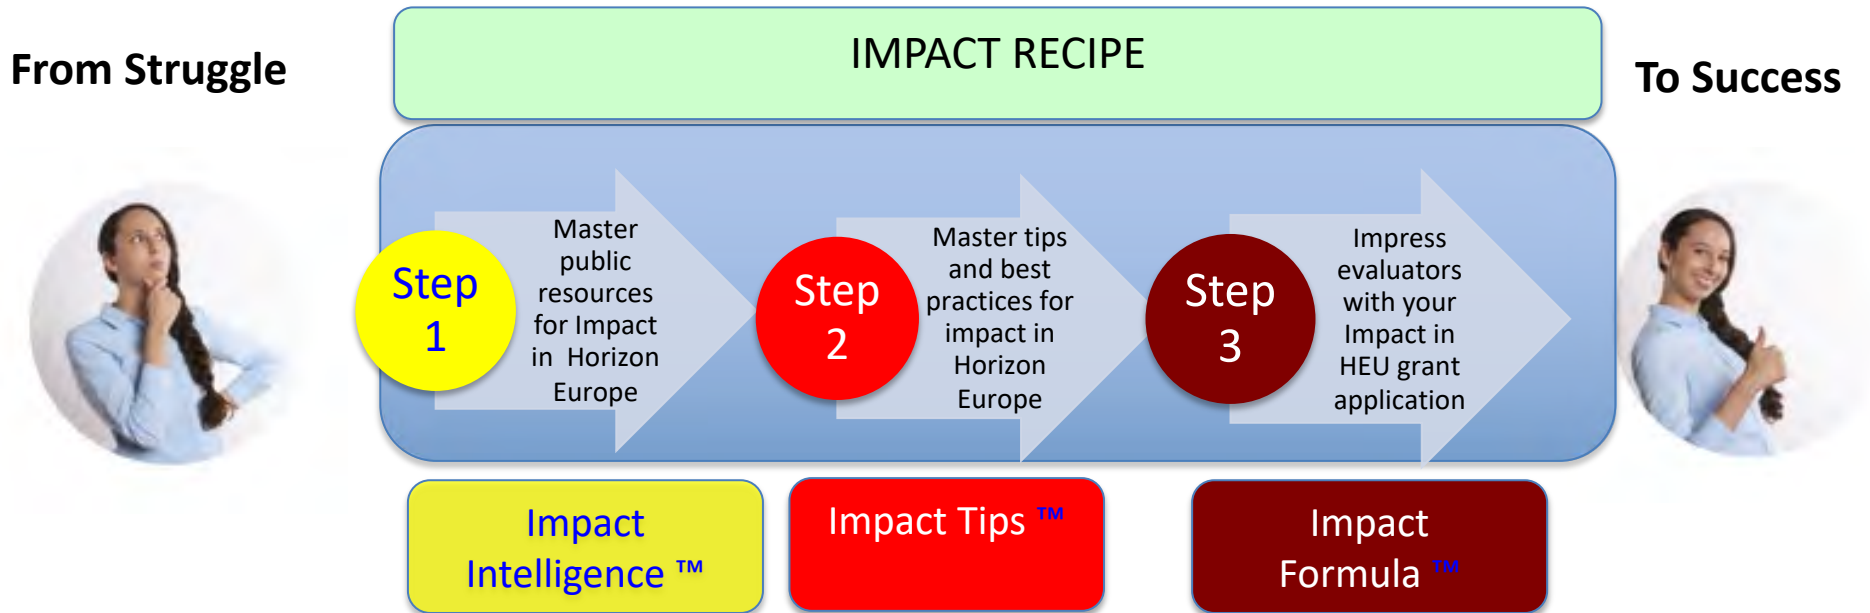 IMPACT RECIPE
From Struggle
To Success
Step
1
Master
public
resources
for Impact
in Horizon
Europe
Step
2
Master tips
and best
practices for
impact in
Horizon
Europe
Step
3
Impress
evaluators
with your
Impact in
HEU grant
application
Impact
Intelligence ™
Impact Tips ™
Impact
Formula ™